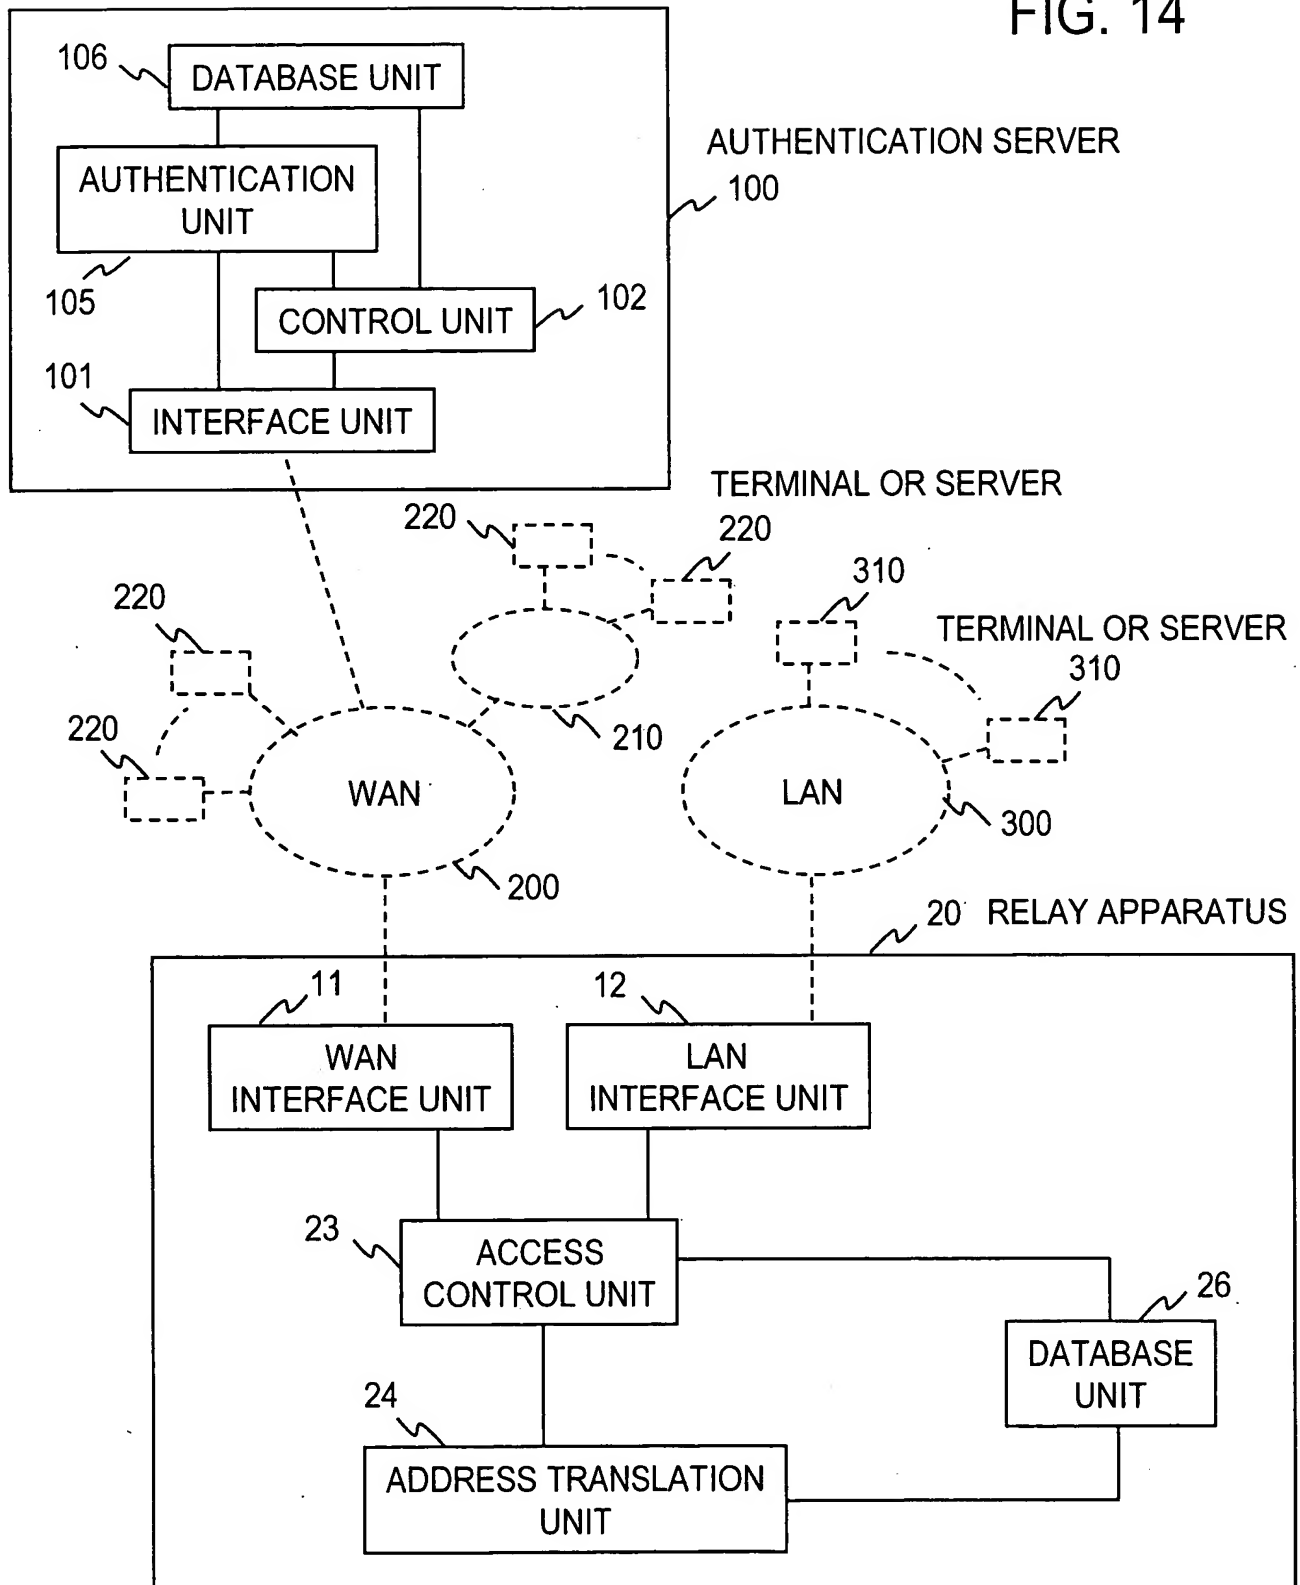 FIG. 14
106
DATABASE UNIT
AUTHENTICATION SERVER
100
AUTHENTICATION
UNIT
105
102
CONTROL UNIT
101
INTERFACE UNIT
TERMINAL OR SERVER
220
220
310
220
TERMINAL OR SERVER
310
220
210
WAN
LAN
300
200
20 RELAY APPARATUS
11
12
WAN
INTERFACE UNIT
LAN
INTERFACE UNIT
23
ACCESS
CONTROL UNIT
26
DATABASE
UNIT
24
ADDRESS TRANSLATION
UNIT